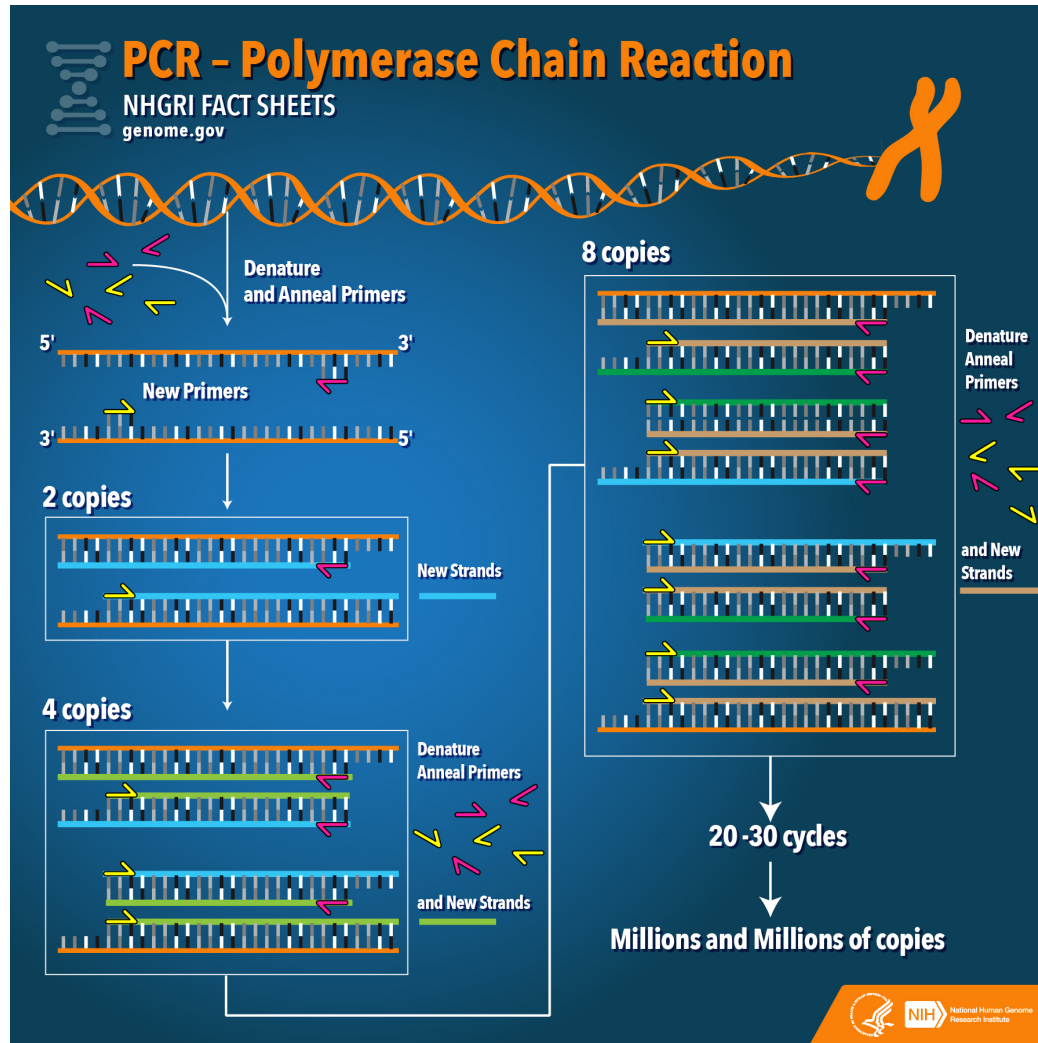 PCR – Polymerase Chain Reaction
NHGRI FACT SHEETS
genome.gov
Denature
and Anneal Primers
5'
3'
New Primers
3'
5'
2 copies
New Strands
4 copies
Denature
Anneal Primers
and New Strands
8 copies
Denature
Anneal
Primers
and New
Strands
20 -30 cycles
Millions and Millions of copies
NIH
National Human Genome
Research Institute